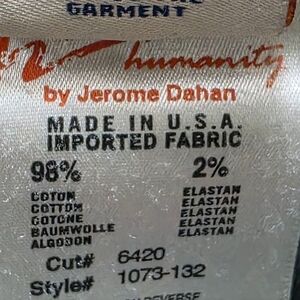 GARMENT
humanity
by Jerome Dahan
MADE IN U.S.A.
IMPORTED FABRIC
98% 2%
COTON ELASTAN
COTTON ELASTAN
COTONE ELASTAN
BAUMWOLLE ELASTAN
ALGODON ELASTAN
Cut# 6420
Style# 1073-132
REVERSE